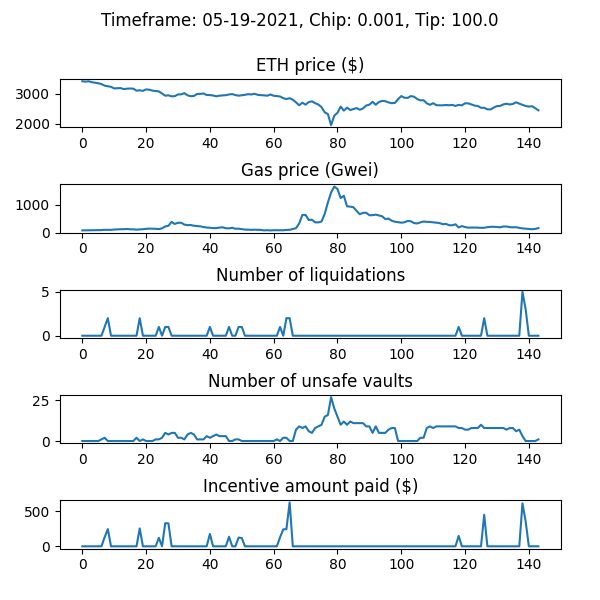 Timeframe: 05-19-2021, Chip: 0.001, Tip: 100.0
ETH price ($)
3000
2000
0 20 40 60 80 100 120 140
Gas price (Gwei)
1000
0
0 20 40 60 80 100 120 140
Number of liquidations
5
0
0 20 40 60 80 100 120 140
Number of unsafe vaults
25
0
0 20 40 60 80 100 120 140
Incentive amount paid ($)
500
0
0 20 40 60 80 100 120 140